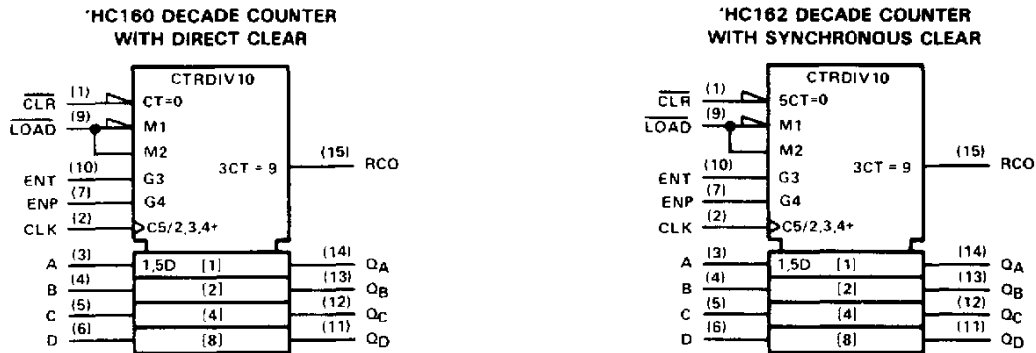 'HC160 DECADE COUNTER
WITH DIRECT CLEAR
CTRDIV10
CLR (1) CT=0
LOAD (9) M1
M2
3CT = 9 (15) RCO
ENT (10) G3
ENP (7) G4
CLK (2) C5/2,3,4+
A (3) 1,5D [1] (14) QA
B (4) [2] (13) QB
C (5) [4] (12) QC
D (6) [8] (11) QD
'HC162 DECADE COUNTER
WITH SYNCHRONOUS CLEAR
CTRDIV10
CLR (1) 5CT=0
LOAD (9) M1
M2
3CT = 9 (15) RCO
ENT (10) G3
ENP (7) G4
CLK (2) C5/2,3,4+
A (3) 1,5D [1] (14) QA
B (4) [2] (13) QB
C (5) [4] (12) QC
D (6) [8] (11) QD